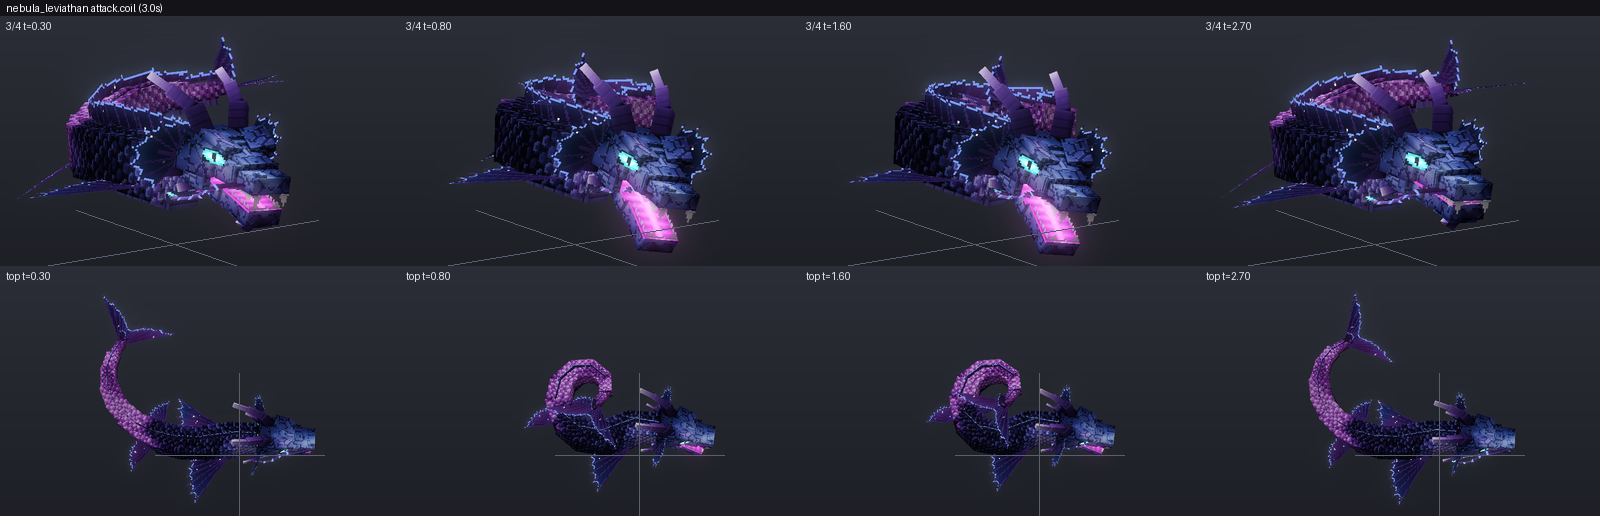 nebula_leviathan attack.coil (3.0s)
3/4 t=0.30
3/4 t=0.80
3/4 t=1.60
3/4 t=2.70
top t=0.30
top t=0.80
top t=1.60
top t=2.70